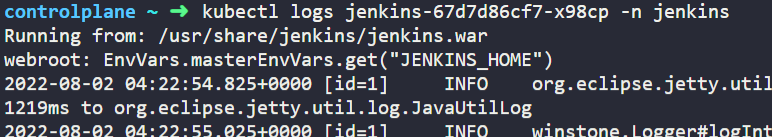 controlplane ~ ➜ kubectl logs jenkins-67d7d86cf7-x98cp -n jenkins
Running from: /usr/share/jenkins/jenkins.war
webroot: EnvVars.masterEnvVars.get("JENKINS_HOME")
2022-08-02 04:22:54.825+0000 [id=1] INFO org.eclipse.jetty.util
1219ms to org.eclipse.jetty.util.log.JavaUtilLog
2022-08-02 04:22:55.025+0000 [id=1] INFO winstone.Logger#logInt